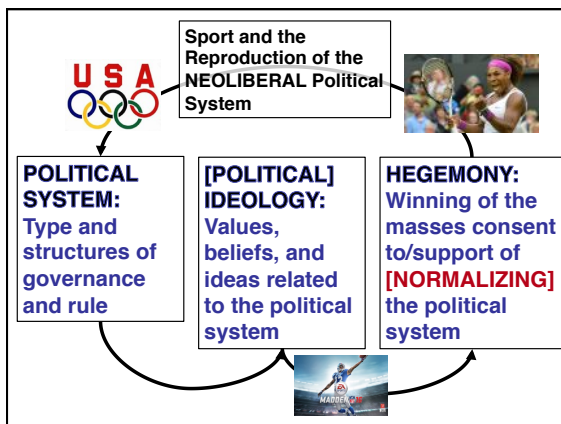 Sport and the
Reproduction of the
NEOLIBERAL Political
System
USA
POLITICAL
SYSTEM:
Type and
structures of
governance
and rule
[POLITICAL]
IDEOLOGY:
Values,
beliefs, and
ideas related
to the political
system
HEGEMONY:
Winning of the
masses consent
to/support of
[NORMALIZING]
the political
system
EA
MADDEN